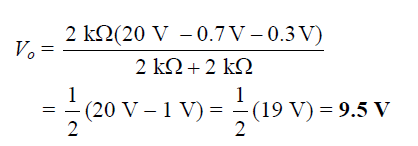 V_o = 2 kΩ(20 V – 0.7 V – 0.3 V) / 2 kΩ + 2 kΩ
= 1/2 (20 V – 1 V) = 1/2 (19 V) = 9.5 V